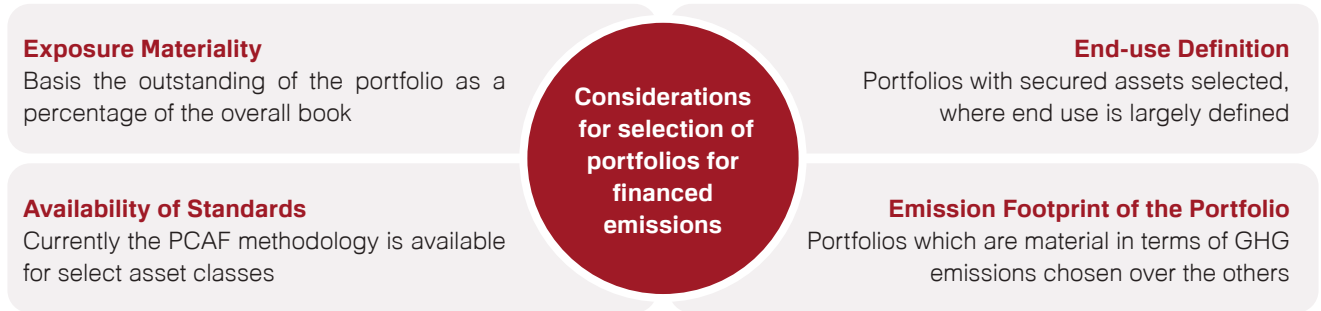 Exposure Materiality
Basis the outstanding of the portfolio as a
percentage of the overall book
Availability of Standards
Currently the PCAF methodology is available
for select asset classes
Considerations
for selection of
portfolios for
financed
emissions
End-use Definition
Portfolios with secured assets selected,
where end use is largely defined
Emission Footprint of the Portfolio
Portfolios which are material in terms of GHG
emissions chosen over the others